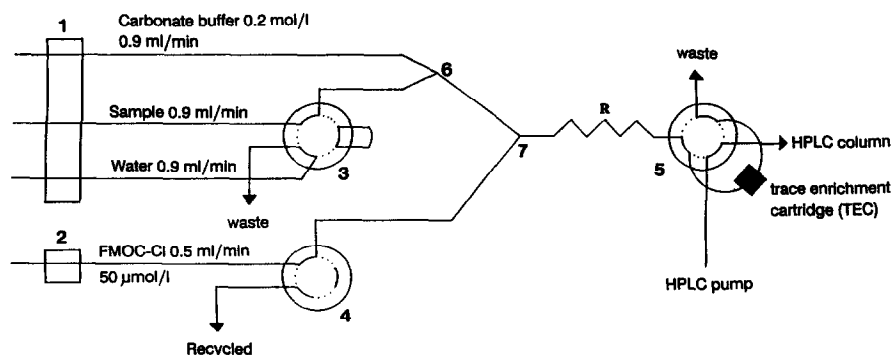 1
Carbonate buffer 0.2 mol/l
0.9 ml/min
6
waste
Sample 0.9 ml/min
R
HPLC column
7
5
Water 0.9 ml/min
3
trace enrichment
cartridge (TEC)
waste
2
FMOC-Cl 0.5 ml/min
50 µmol/l
HPLC pump
4
Recycled